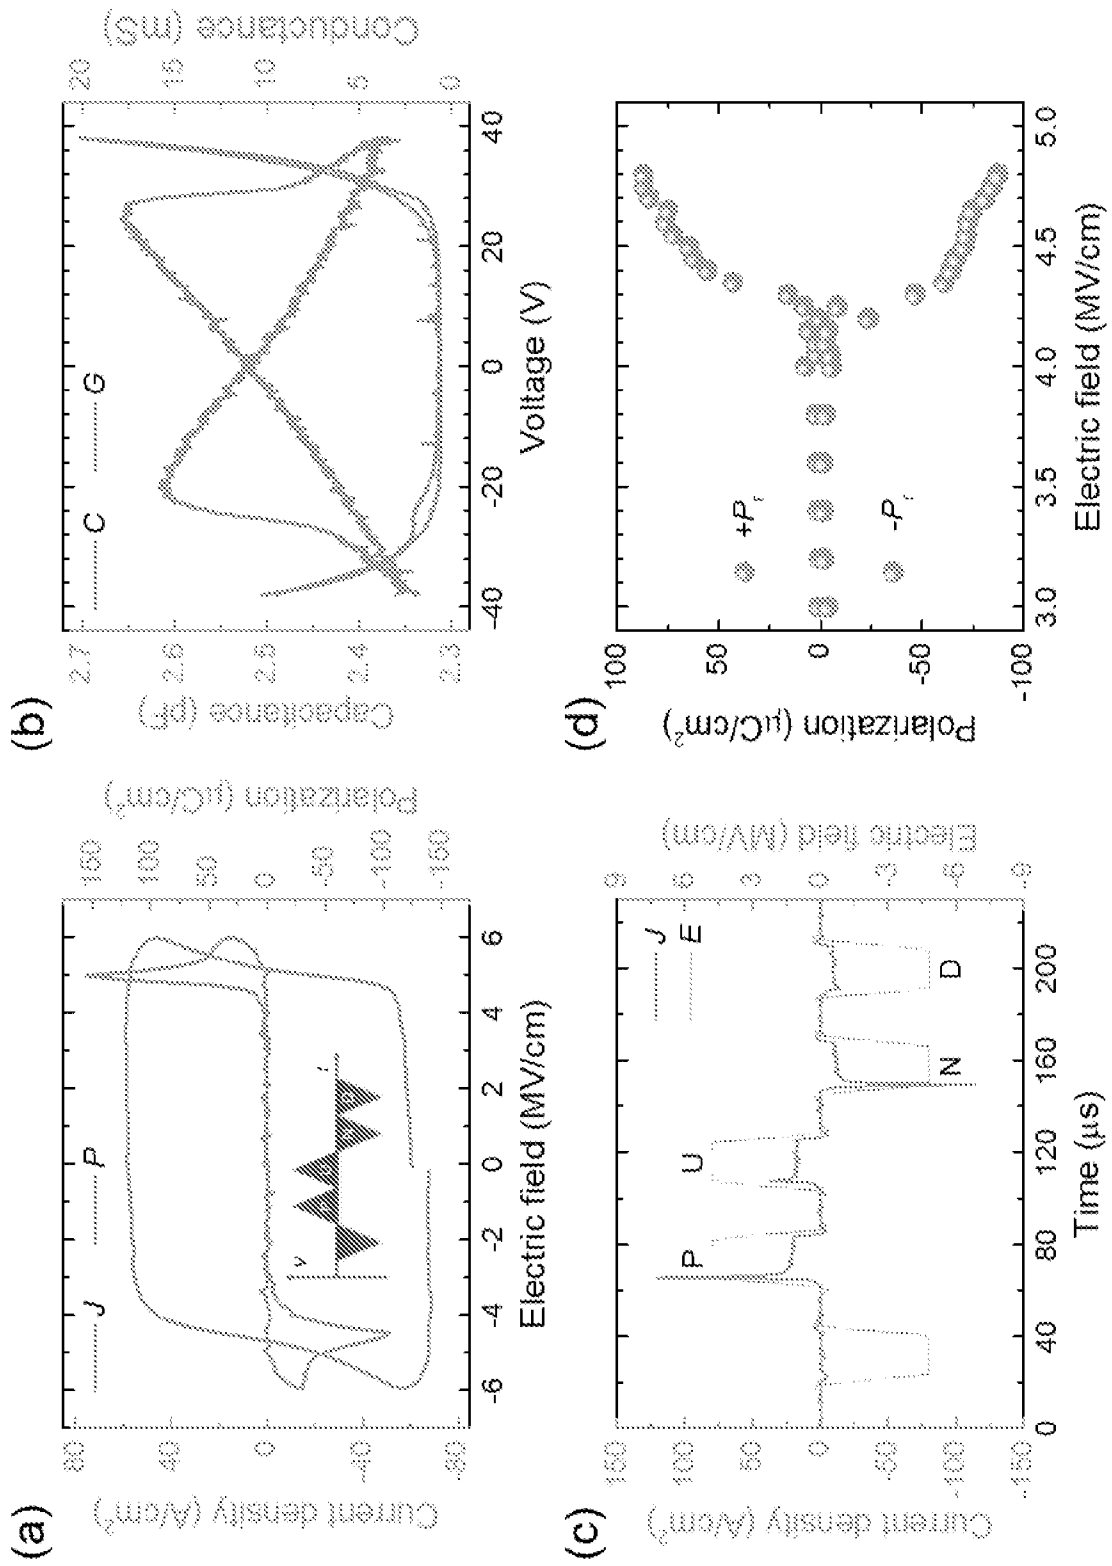 (a)
J
P
Current density (A/cm²)
80
40
0
-40
-80
Polarization (μC/cm²)
150
100
50
0
-50
-100
-150
v
t
-6
-4
-2
0
2
4
6
Electric field (MV/cm)
(b)
C
G
Capacitance (pF)
2.7
2.6
2.5
2.4
2.3
Conductance (mS)
20
15
10
5
0
-40
-20
0
20
40
Voltage (V)
(c)
J
E
Current density (A/cm²)
150
100
50
0
-50
-100
-150
Electric field (MV/cm)
9
6
3
0
-3
-6
-9
P
U
N
D
0
40
80
120
160
200
Time (μs)
(d)
Polarization (μC/cm²)
100
50
0
-50
-100
+Pr
-Pr
3.0
3.5
4.0
4.5
5.0
Electric field (MV/cm)